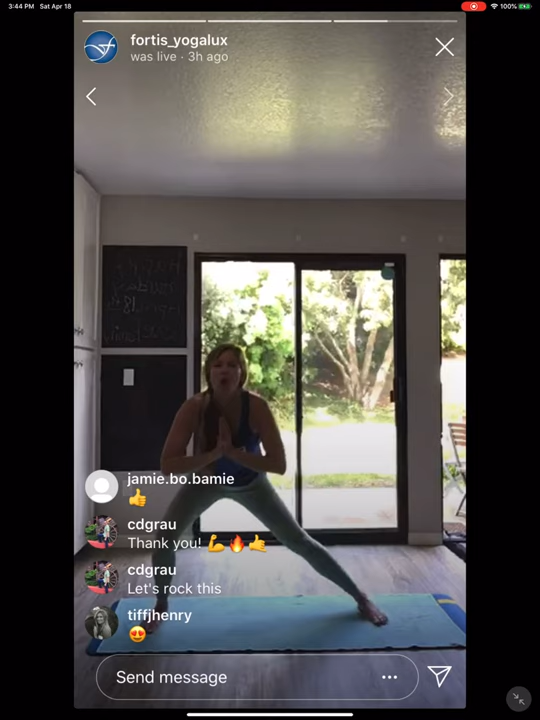 3:44 PM Sat Apr 18
100%
fortis_yogalux
was live · 3h ago
jamie.bo.bamie
👍
cdgrau
Thank you! 💪🔥🤙
cdgrau
Let's rock this
tiffjhenry
😍
Send message